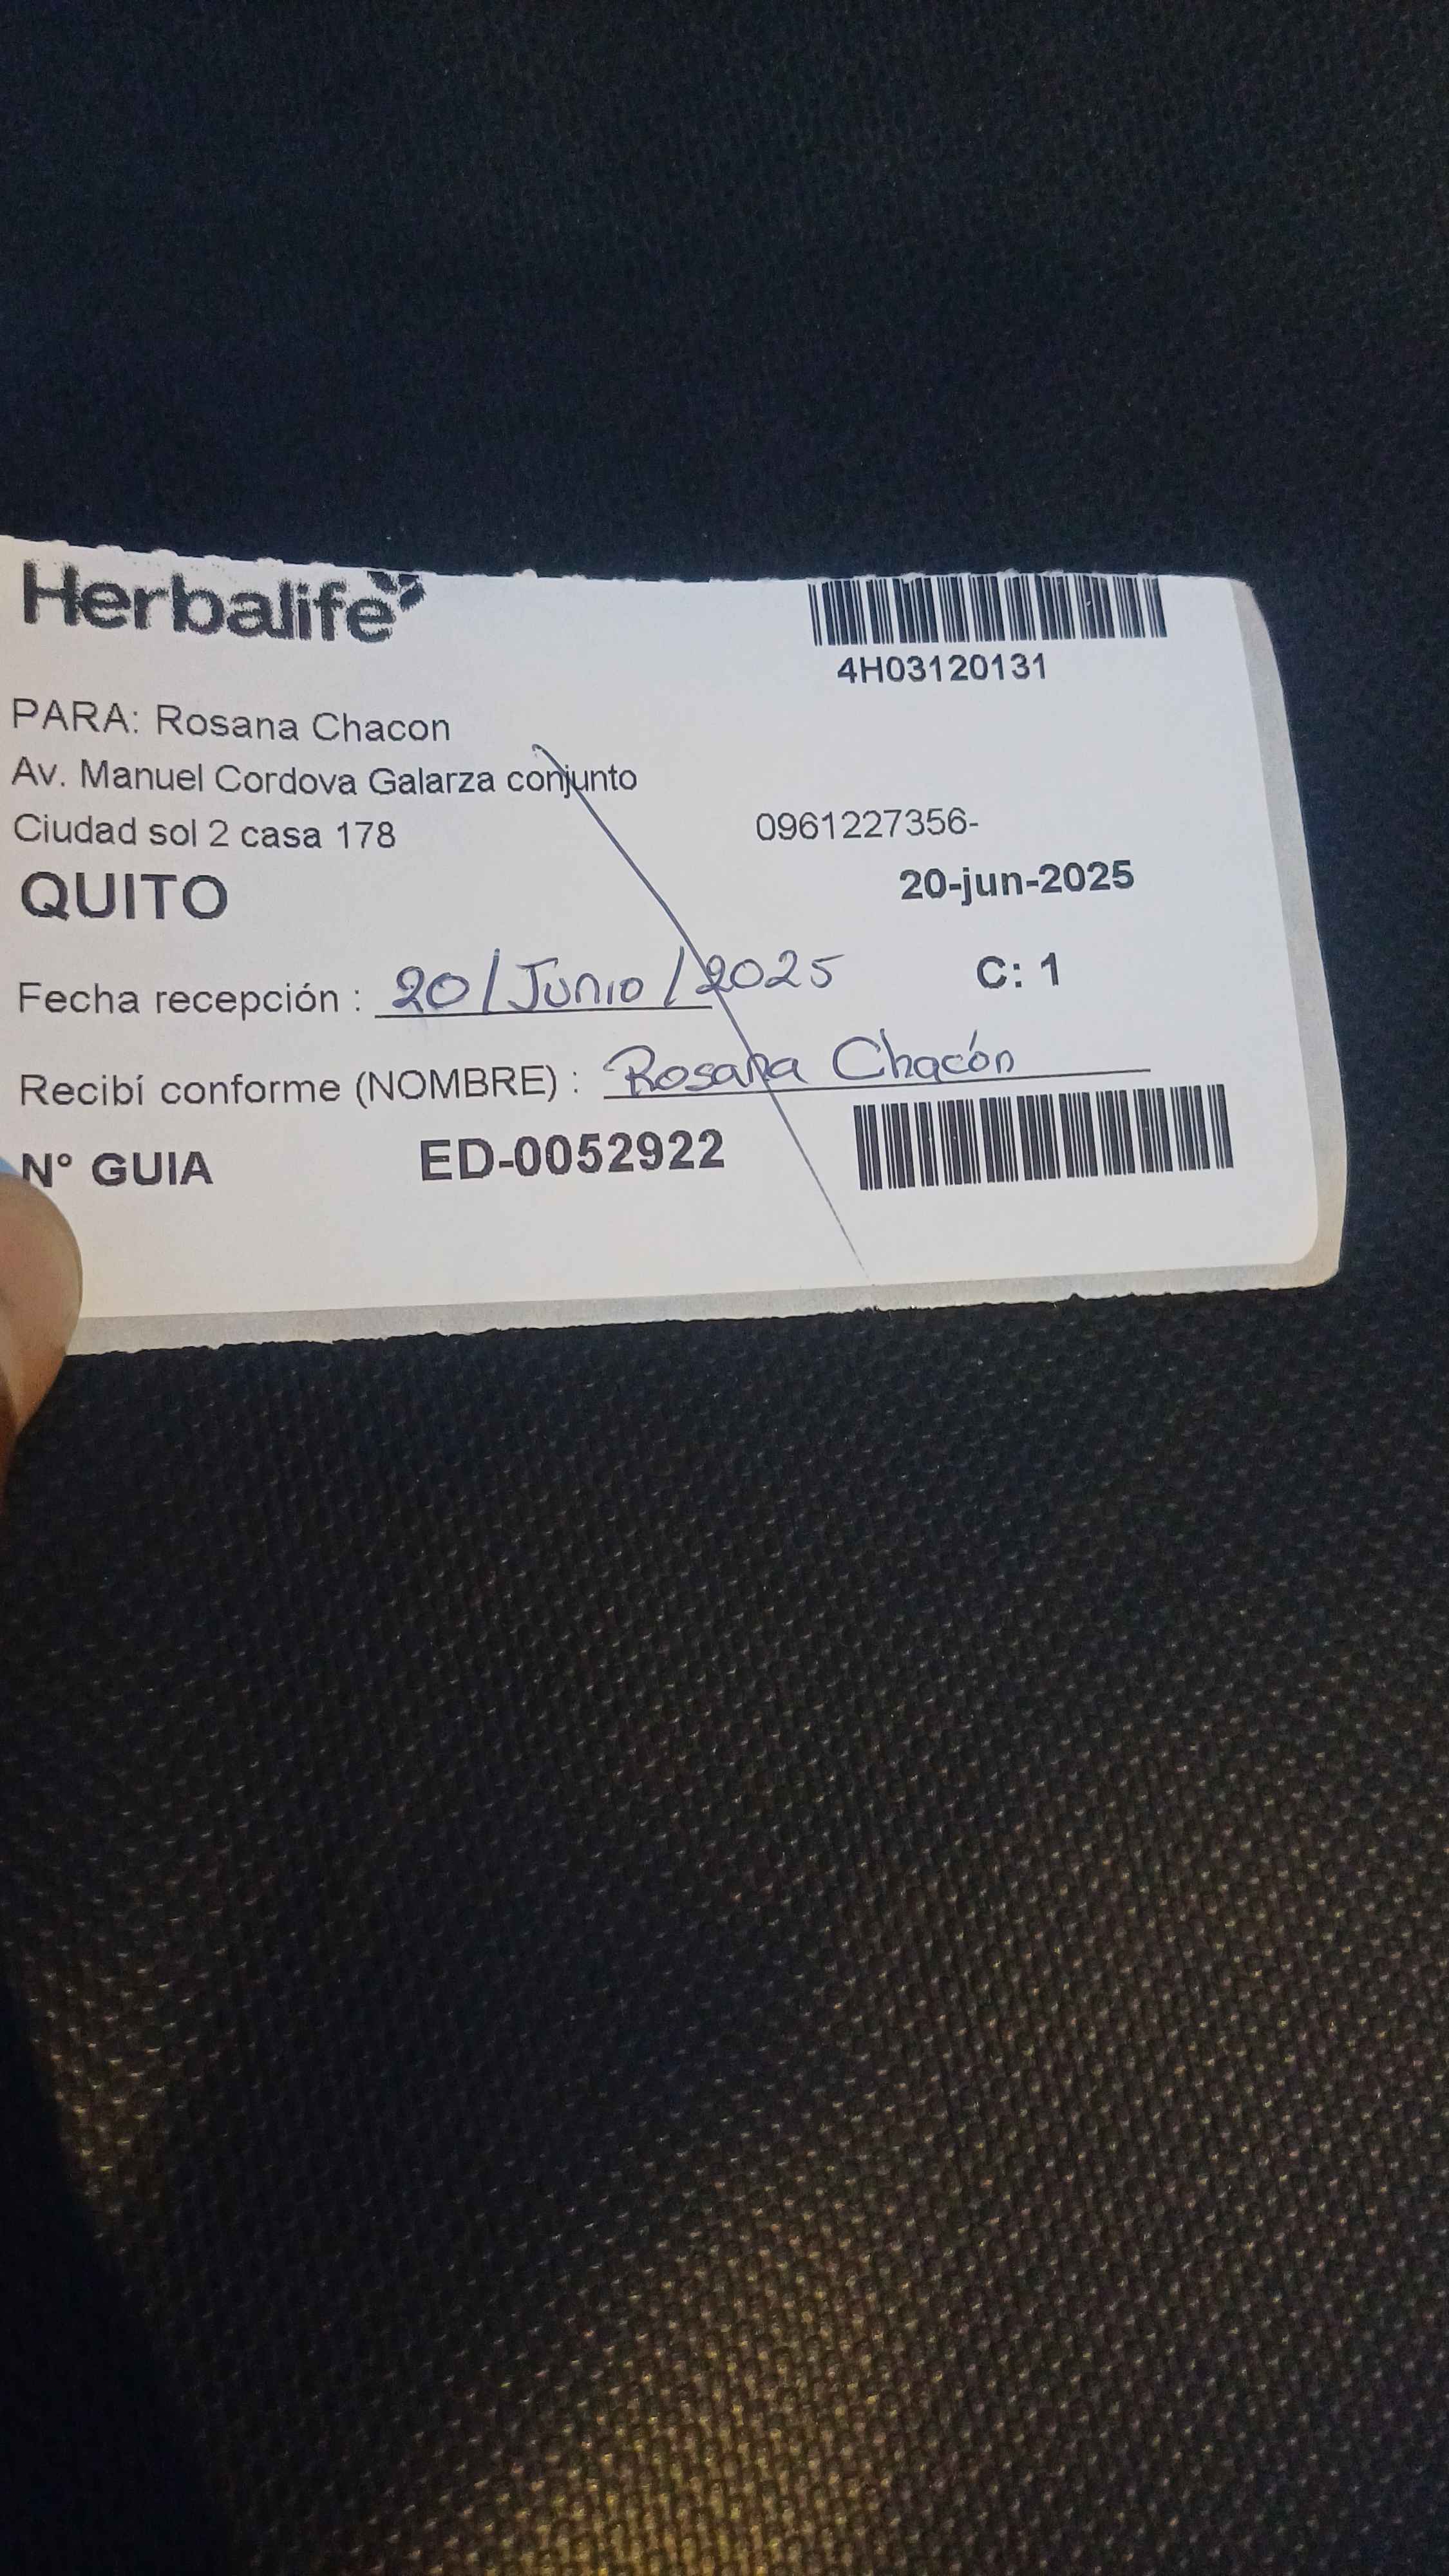 Herbalife
4H03120131
PARA: Rosana Chacon
Av. Manuel Cordova Galarza conjunto
Ciudad sol 2 casa 178
0961227356-
QUITO
20-jun-2025
Fecha recepción : 20/Junio/2025
C: 1
Recibí conforme (NOMBRE) : Rosana Chacón
N° GUIA ED-0052922